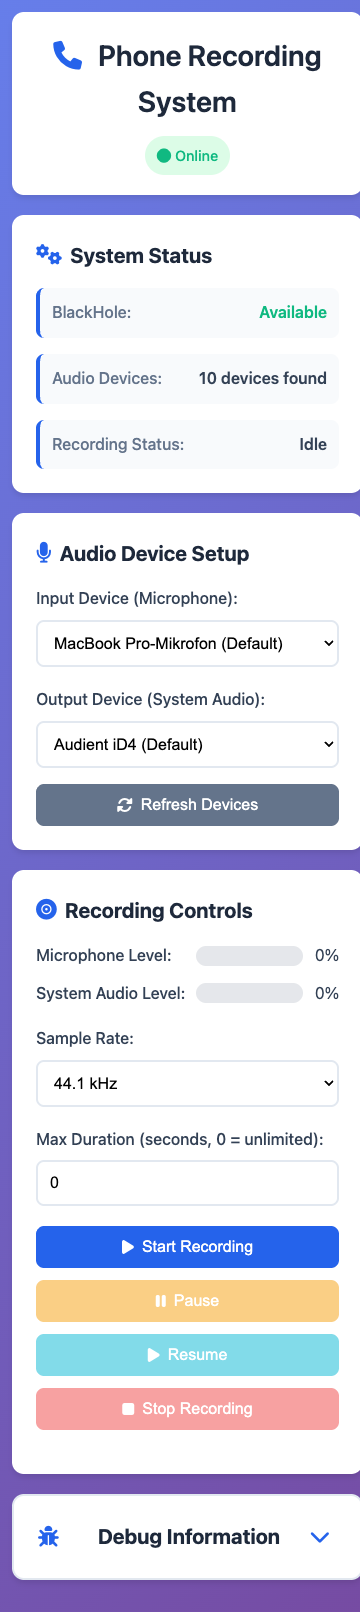 Phone Recording
System
Online
System Status
BlackHole: Available
Audio Devices: 10 devices found
Recording Status: Idle
Audio Device Setup
Input Device (Microphone):
MacBook Pro-Mikrofon (Default)
Output Device (System Audio):
Audient iD4 (Default)
Refresh Devices
Recording Controls
Microphone Level: 0%
System Audio Level: 0%
Sample Rate:
44.1 kHz
Max Duration (seconds, 0 = unlimited):
0
Start Recording
Pause
Resume
Stop Recording
Debug Information